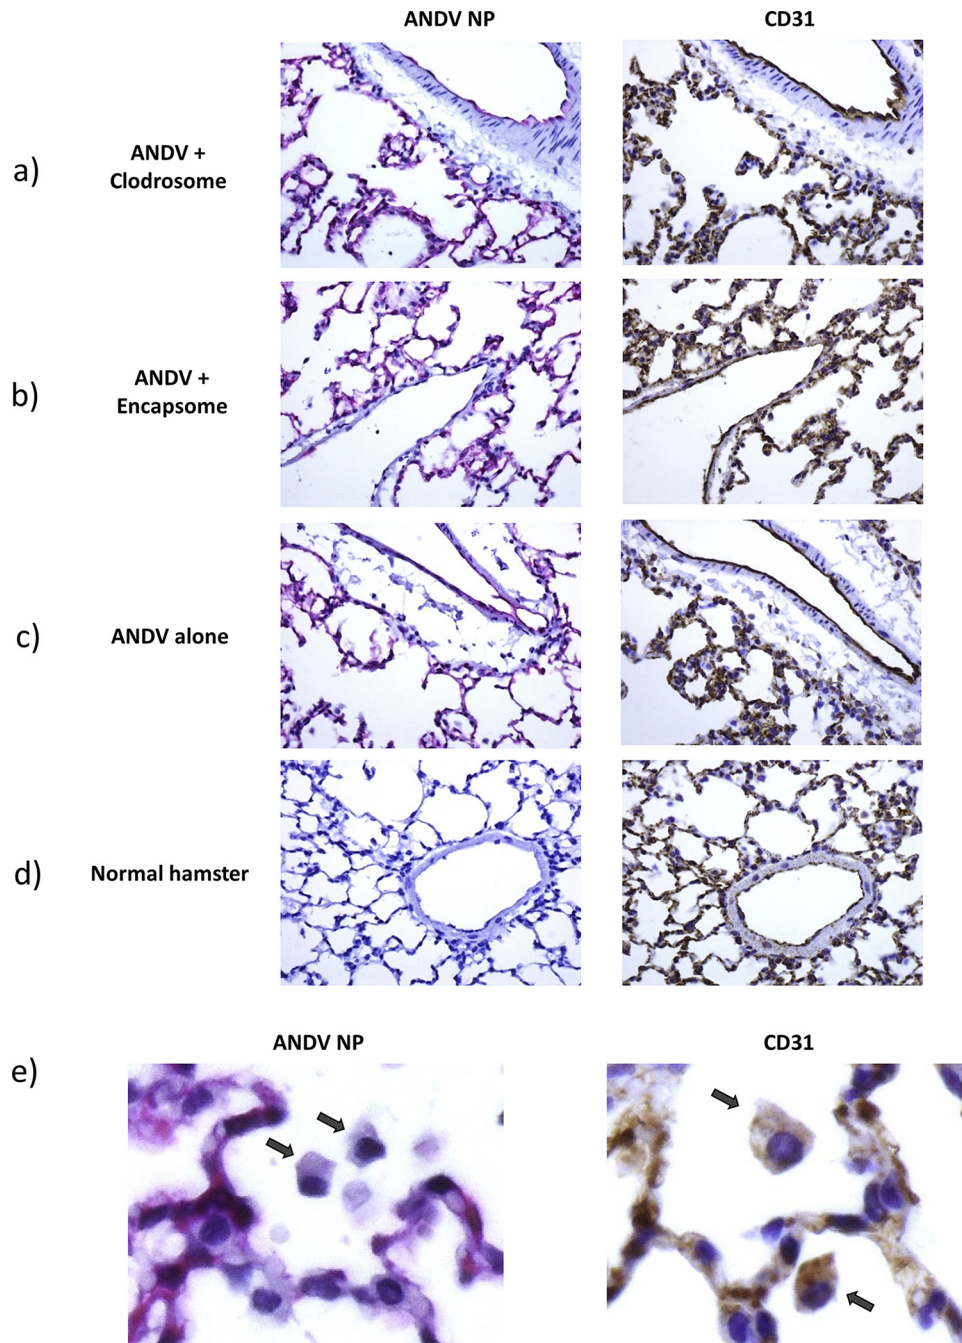 ANDV NP
CD31
a)
ANDV +
Clodrosome
b)
ANDV +
Encapsome
c)
ANDV alone
d)
Normal hamster
e)
ANDV NP
CD31